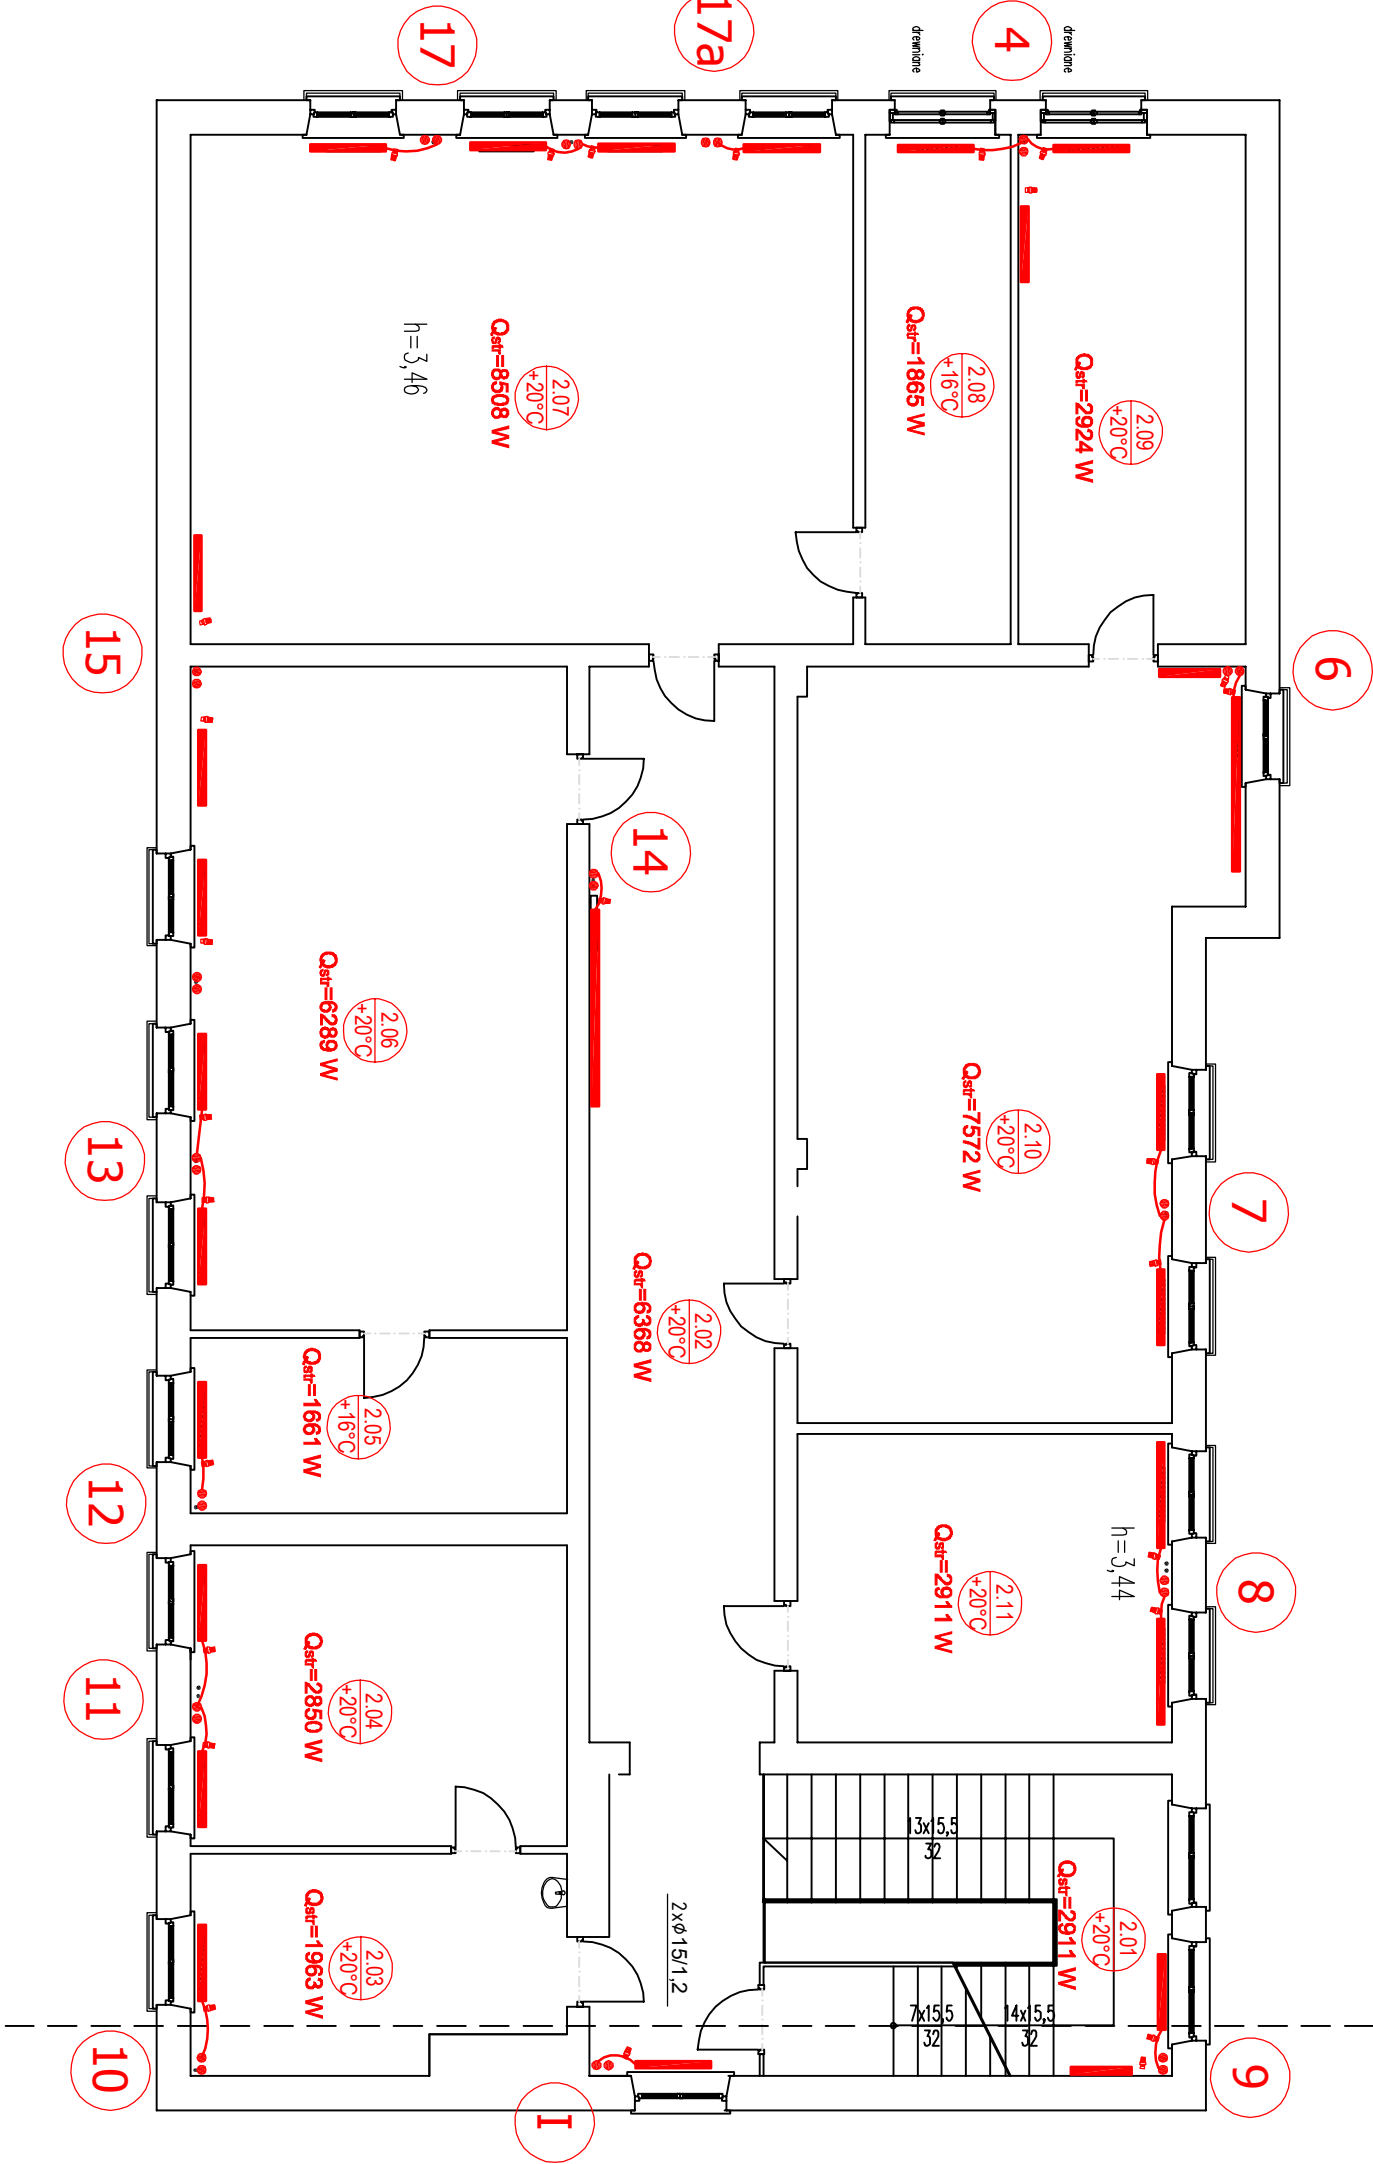 17
17a
4
drewniane
drewniane
6
2.07
+20°C
Qstr=8508 W
h=3,46
2.08
+16°C
Qstr=1865 W
2.09
+20°C
Qstr=2924 W
15
14
2.06
+20°C
Qstr=6289 W
2.10
+20°C
Qstr=7572 W
13
7
2.02
+20°C
Qstr=6368 W
2.05
+16°C
Qstr=1661 W
12
2.11
+20°C
Qstr=2911 W
h=3,44
8
2.04
+20°C
Qstr=2850 W
11
13x15,5
32
2.01
+20°C
Qstr=2911 W
2xϕ15/1,2
2.03
+20°C
Qstr=1963 W
7x15,5
32
14x15,5
32
10
I
9